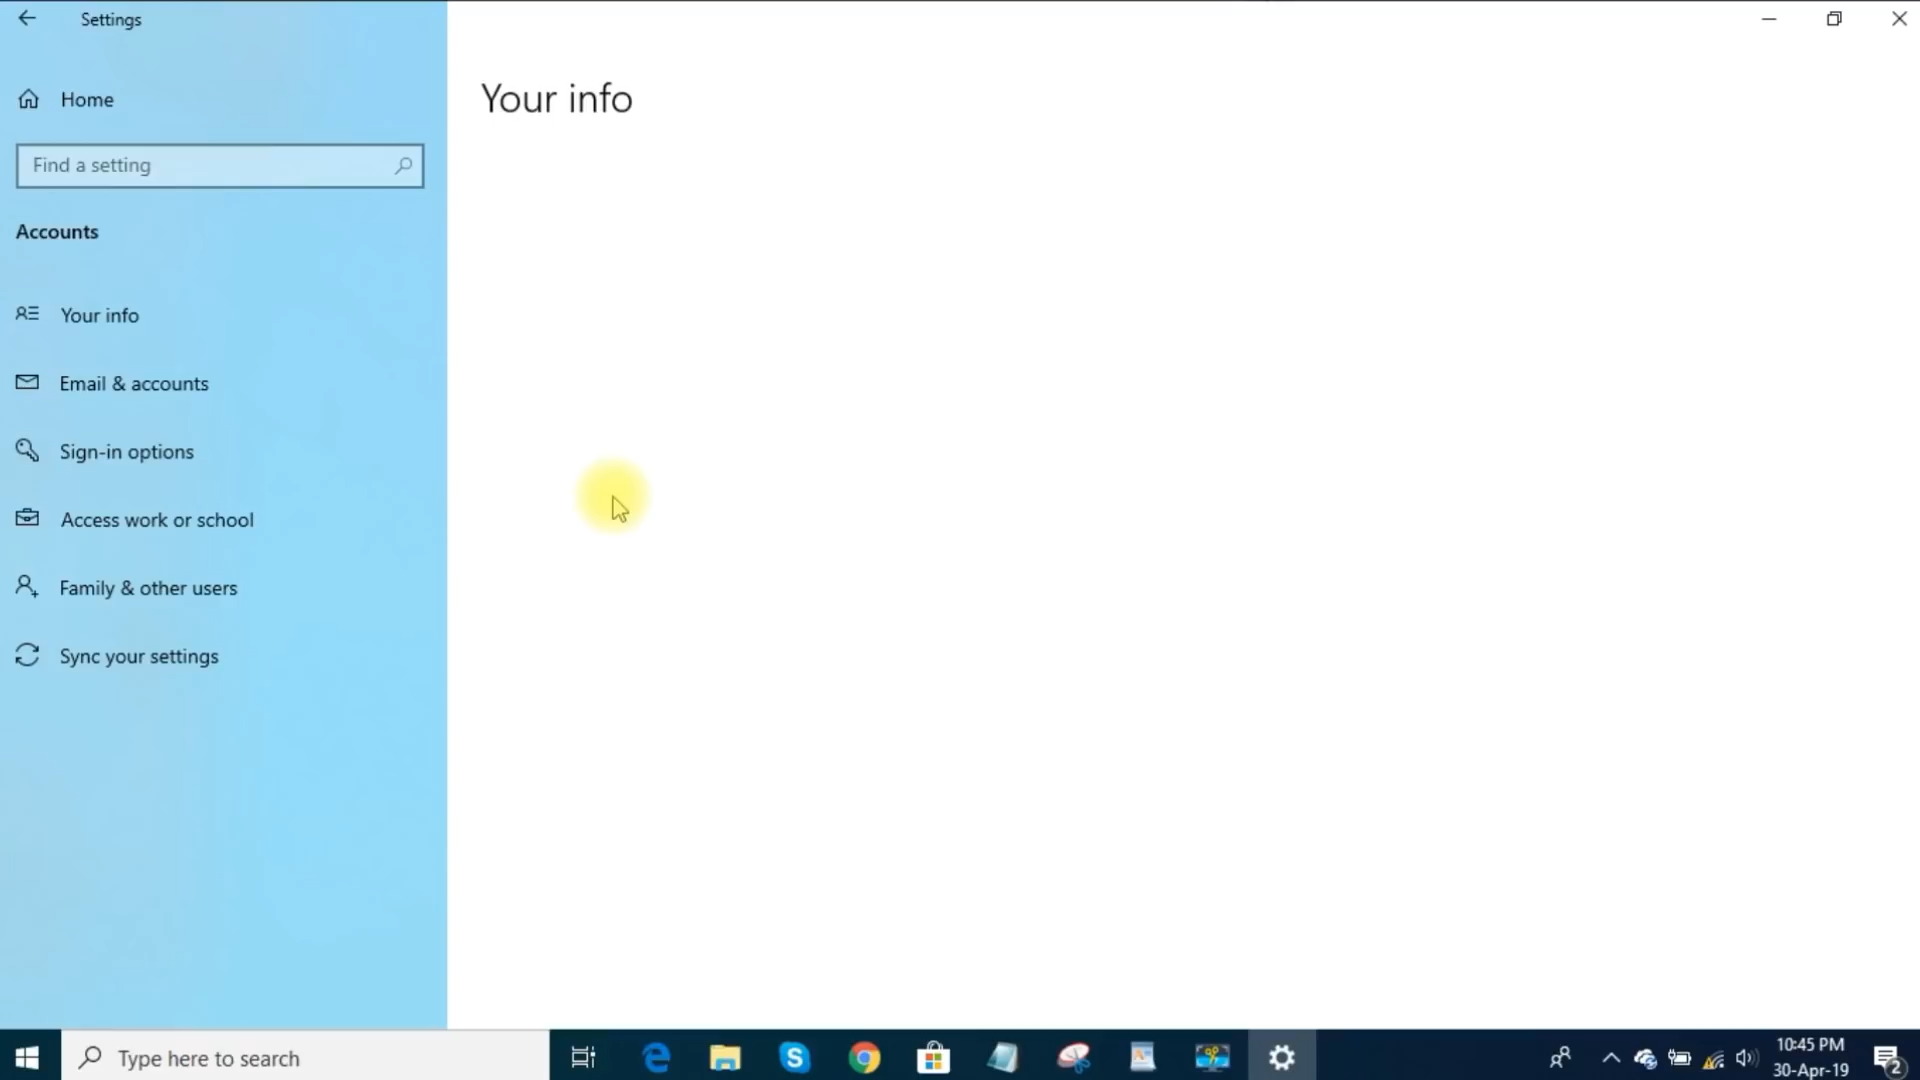 Settings
Home
Find a setting
Accounts
Your info
Email & accounts
Sign-in options
Access work or school
Family & other users
Sync your settings
Your info
Type here to search
10:45 PM
30-Apr-19
2